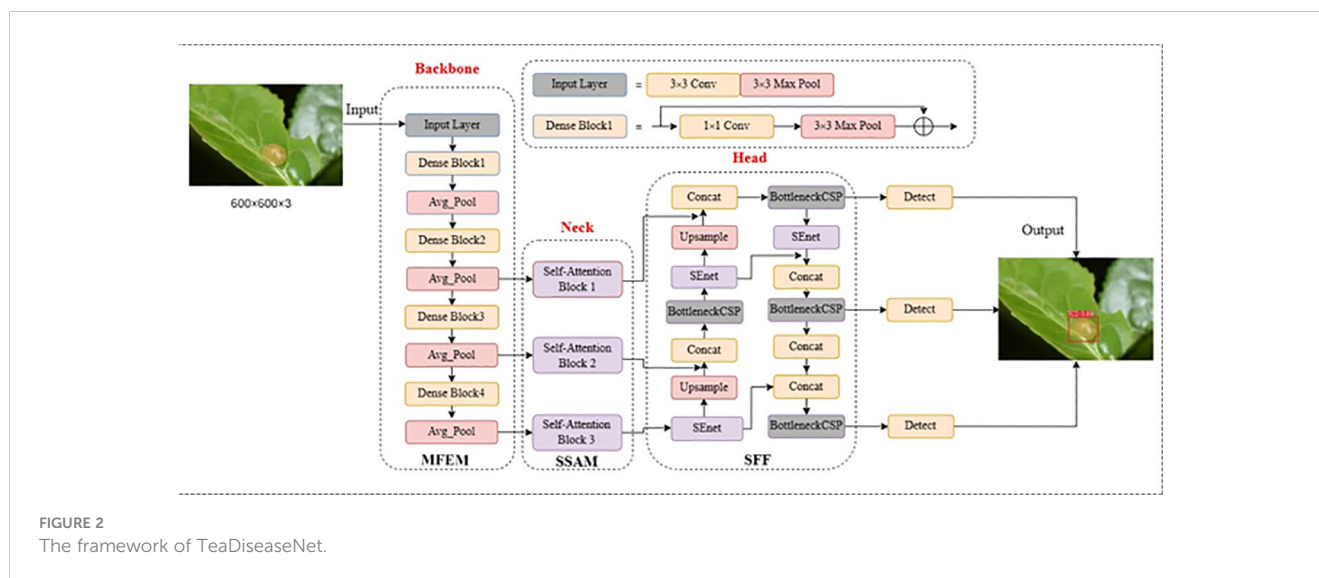 Backbone
Input Layer = 3×3 Conv 3×3 Max Pool
Input
Input Layer
Dense Block1 = 1×1 Conv 3×3 Max Pool
Dense Block1
Head
Avg_Pool
Concat
BottleneckCSP
Detect
600×600×3
Neck
Dense Block2
Upsample
SEnet
Output
Avg_Pool
Self-Attention
Block 1
SEnet
Concat
Dense Block3
BottleneckCSP
BottleneckCSP
Detect
Avg_Pool
Self-Attention
Block 2
Concat
Concat
Dense Block4
Upsample
Concat
Avg_Pool
Self-Attention
Block 3
SEnet
BottleneckCSP
Detect
MFEM
SSAM
SFF
FIGURE 2
The framework of TeaDiseaseNet.